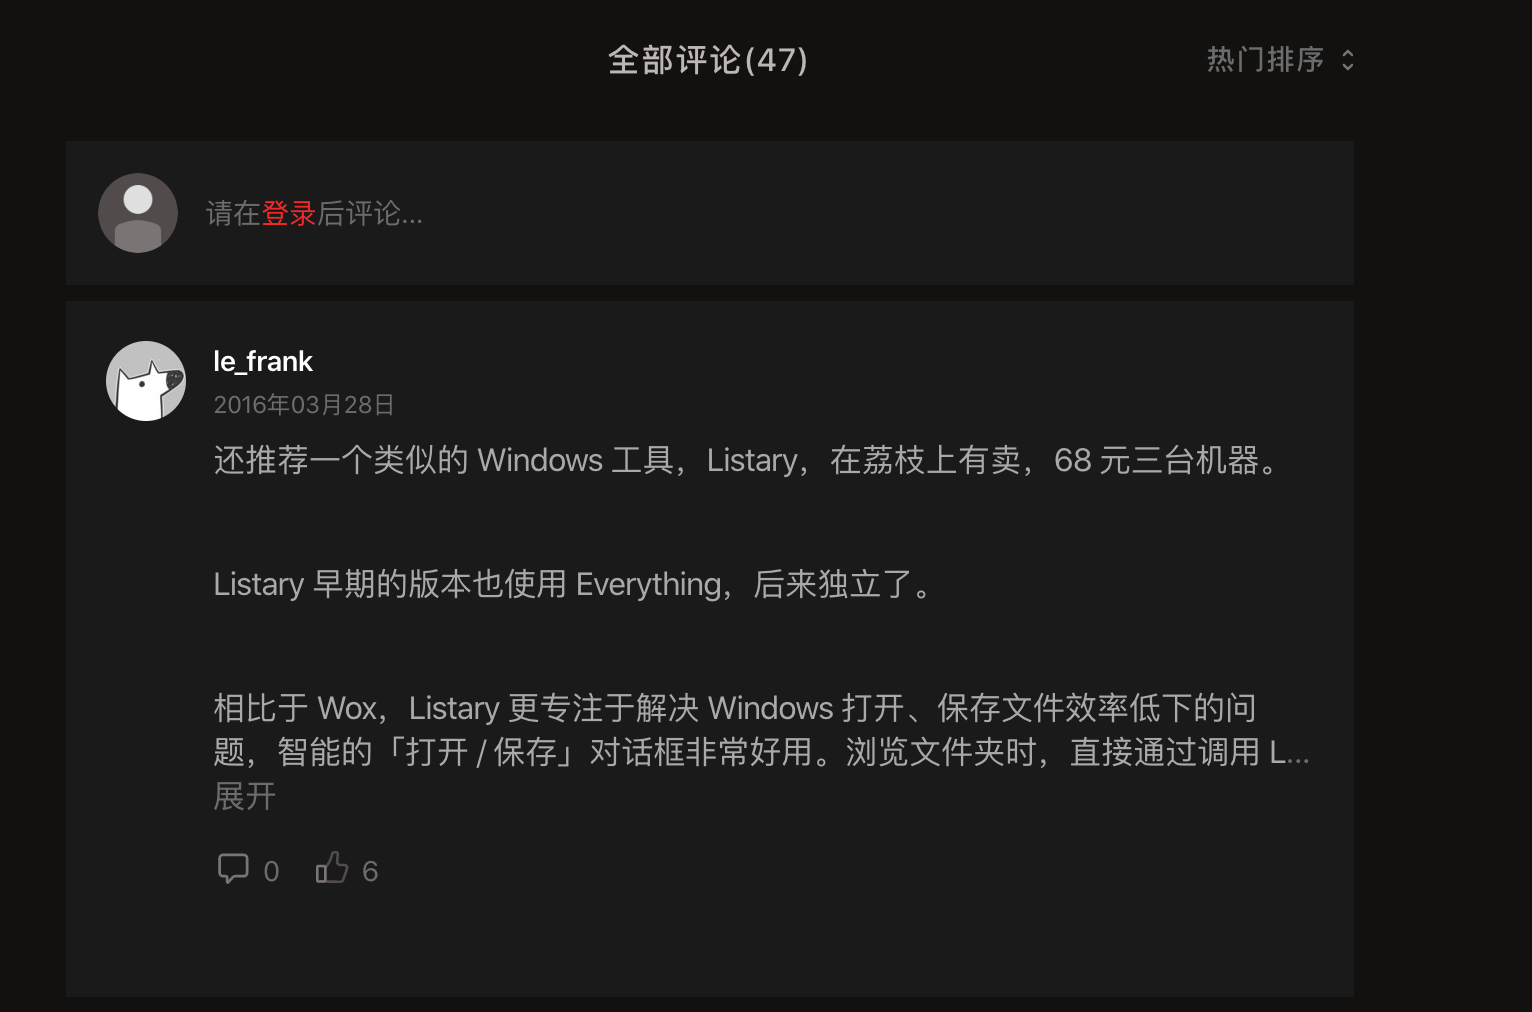 全部评论(47)
热门排序
请在登录后评论...
le_frank
2016年03月28日
还推荐一个类似的 Windows 工具，Listary，在荔枝上有卖，68 元三台机器。
Listary 早期的版本也使用 Everything，后来独立了。
相比于 Wox，Listary 更专注于解决 Windows 打开、保存文件效率低下的问
题，智能的「打开 / 保存」对话框非常好用。浏览文件夹时，直接通过调用 L...
展开
0 6